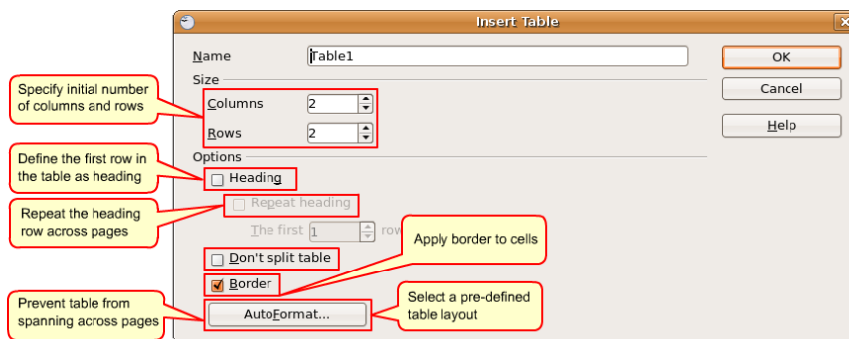 Insert Table
Name
Table1
OK
Size
Cancel
Specify initial number
of columns and rows
Columns
2
Rows
2
Help
Options
Define the first row in
the table as heading
Heading
Repeat heading
Repeat the heading
row across pages
The first
1
Apply border to cells
Don't split table
Border
Prevent table from
spanning across pages
AutoFormat...
Select a pre-defined
table layout